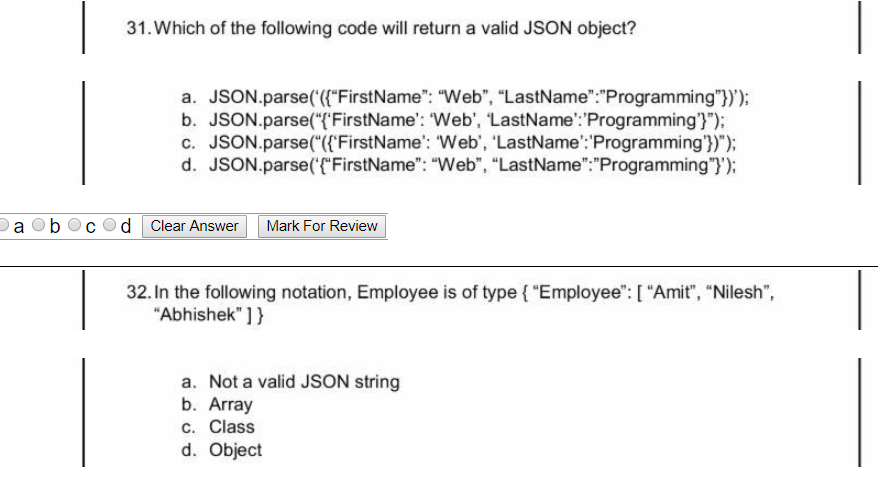 31. Which of the following code will return a valid JSON object?
a. JSON.parse(‘({“FirstName”: “Web”, “LastName”:”Programming”})’);
b. JSON.parse(“{‘FirstName’: ‘Web’, ‘LastName’:’Programming’}”);
c. JSON.parse(“({‘FirstName’: ‘Web’, ‘LastName’:’Programming’})”);
d. JSON.parse(‘{“FirstName”: “Web”, “LastName”:”Programming”}’);
a b c d Clear Answer Mark For Review
32. In the following notation, Employee is of type { “Employee”: [ “Amit”, “Nilesh”,
“Abhishek” ] }
a. Not a valid JSON string
b. Array
c. Class
d. Object